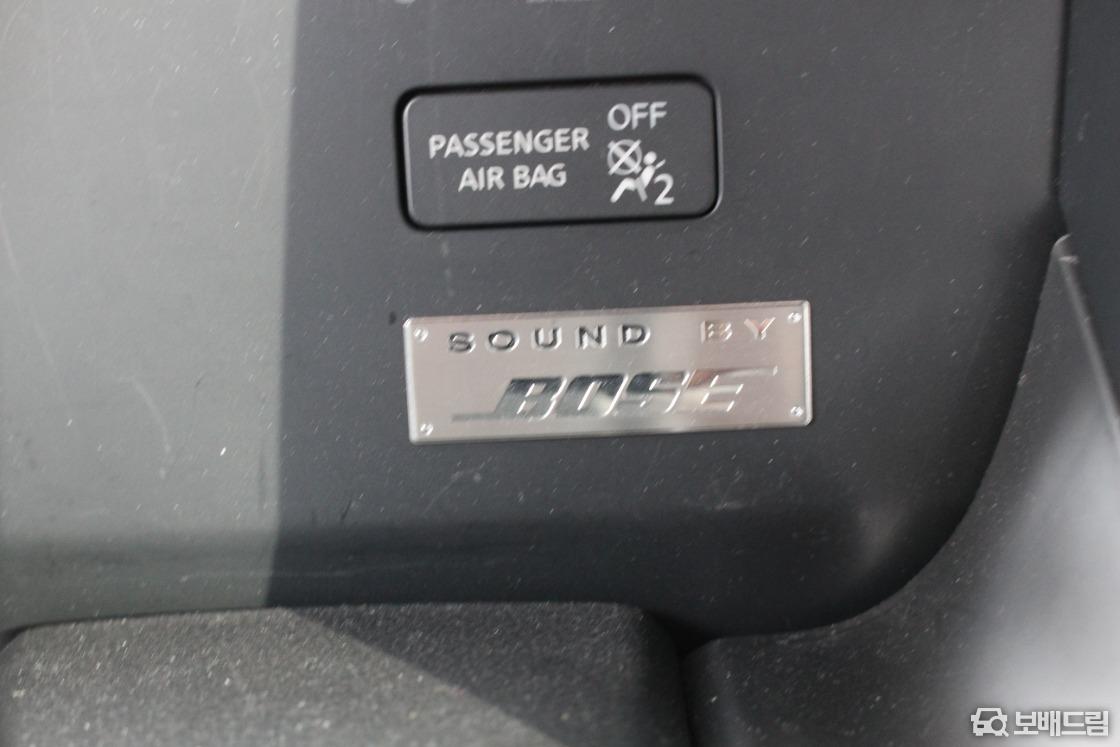 OFF
PASSENGER
AIR BAG
2
SOUND BY
BOSE
보배드림